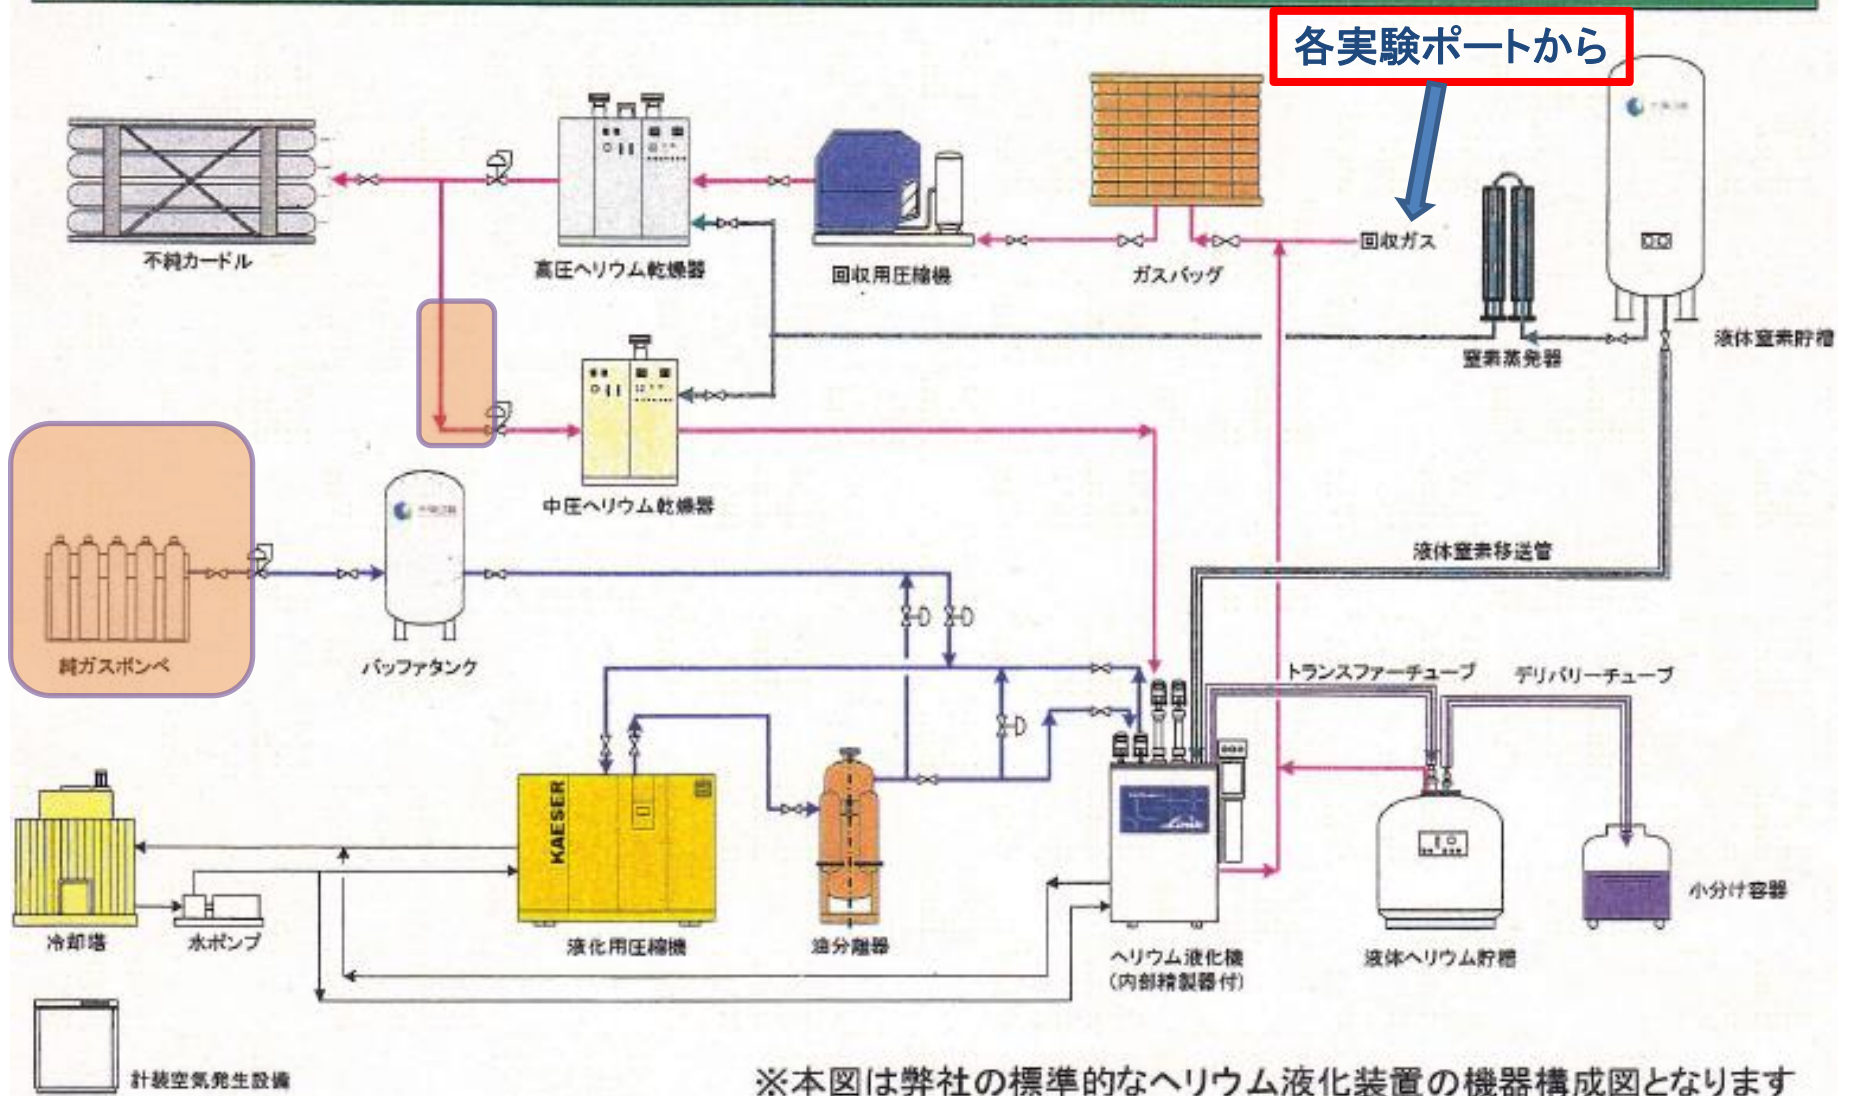 各実験ポートから
不純カードル
高圧ヘリウム乾燥器
回収用圧縮機
ガスバッグ
回収ガス
窒素蒸発器
液体窒素貯槽
中圧ヘリウム乾燥器
液体窒素移送管
純ガスボンベ
バッファタンク
トランスファーチューブ
デリバリーチューブ
KAESER
Linde
冷却塔
水ポンプ
液化用圧縮機
油分離器
ヘリウム液化機
(内部精製器付)
液体ヘリウム貯槽
小分け容器
計装空気発生設備
※本図は弊社の標準的なヘリウム液化装置の機器構成図となります